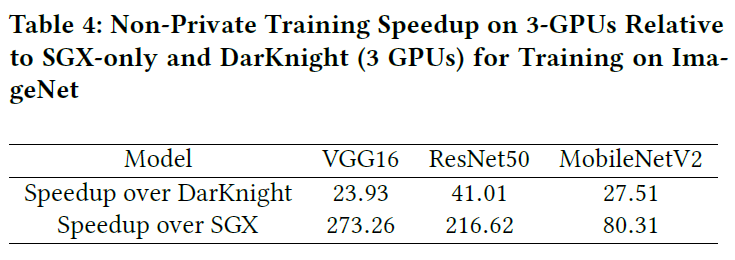 Table 4: Non-Private Training Speedup on 3-GPUs Relative
to SGX-only and DarKnight (3 GPUs) for Training on Ima-
geNet
Model VGG16 ResNet50 MobileNetV2
Speedup over DarKnight 23.93 41.01 27.51
Speedup over SGX 273.26 216.62 80.31